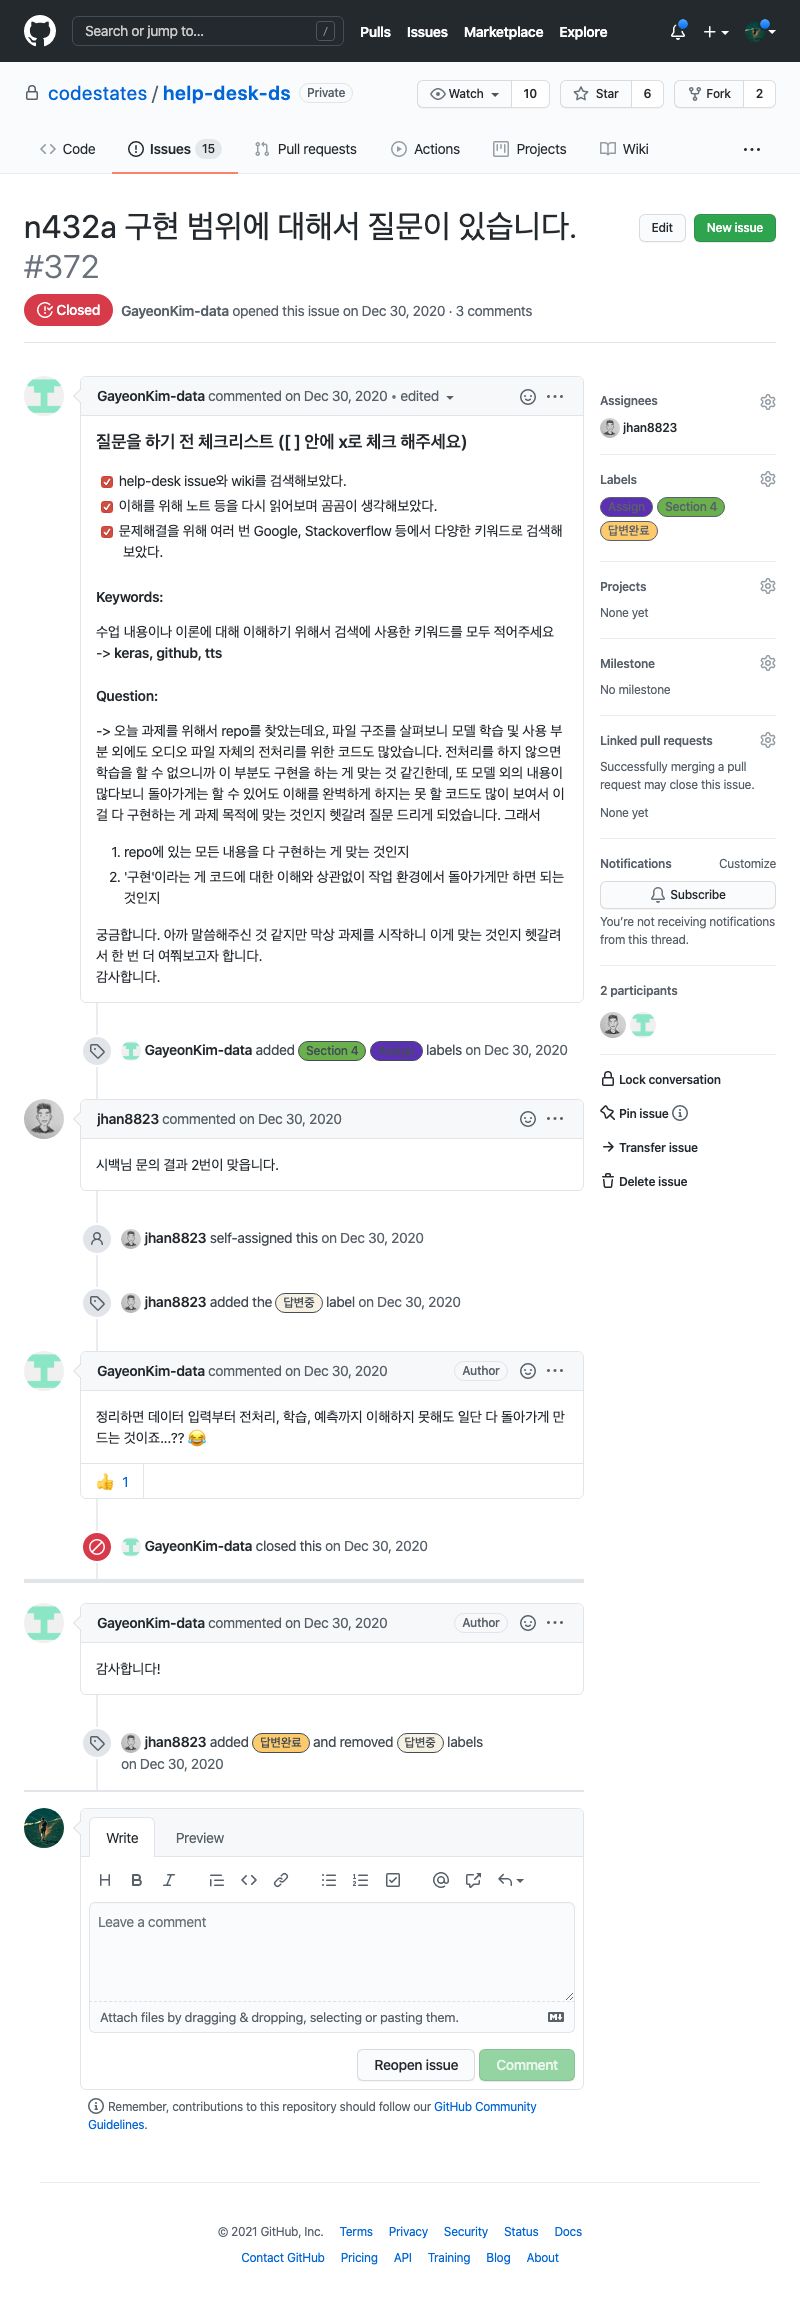 Search or jump to...
/
Pulls
Issues
Marketplace
Explore
codestates / help-desk-ds
Private
Watch
10
Star
6
Fork
2
Code
Issues
15
Pull requests
Actions
Projects
Wiki
n432a 구현 범위에 대해서 질문이 있습니다.
#372
Edit
New issue
Closed
GayeonKim-data opened this issue on Dec 30, 2020 · 3 comments
GayeonKim-data commented on Dec 30, 2020 • edited
질문을 하기 전 체크리스트 ([ ] 안에 x로 체크 해주세요)
help-desk issue와 wiki를 검색해보았다.
이해를 위해 노트 등을 다시 읽어보며 곰곰이 생각해보았다.
문제해결을 위해 여러 번 Google, Stackoverflow 등에서 다양한 키워드로 검색해
보았다.
Keywords:
수업 내용이나 이론에 대해 이해하기 위해서 검색에 사용한 키워드를 모두 적어주세요
-> keras, github, tts
Question:
-> 오늘 과제를 위해서 repo를 찾았는데요, 파일 구조를 살펴보니 모델 학습 및 사용 부
분 외에도 오디오 파일 자체의 전처리를 위한 코드도 많았습니다. 전처리를 하지 않으면
학습을 할 수 없으니까 이 부분도 구현을 하는 게 맞는 것 같긴한데, 또 모델 외의 내용이
많다보니 돌아가게는 할 수 있어도 이해를 완벽하게 하지는 못 할 코드도 많이 보여서 이
걸 다 구현하는 게 과제 목적에 맞는 것인지 헷갈려 질문 드리게 되었습니다. 그래서
1. repo에 있는 모든 내용을 다 구현하는 게 맞는 것인지
2. '구현'이라는 게 코드에 대한 이해와 상관없이 작업 환경에서 돌아가게만 하면 되는
것인지
궁금합니다. 아까 말씀해주신 것 같지만 막상 과제를 시작하니 이게 맞는 것인지 헷갈려
서 한 번 더 여쭤보고자 합니다.
감사합니다.
GayeonKim-data added Section 4 Assign labels on Dec 30, 2020
jhan8823 commented on Dec 30, 2020
시백님 문의 결과 2번이 맞읍니다.
jhan8823 self-assigned this on Dec 30, 2020
jhan8823 added the 답변중 label on Dec 30, 2020
GayeonKim-data commented on Dec 30, 2020
Author
정리하면 데이터 입력부터 전처리, 학습, 예측까지 이해하지 못해도 일단 다 돌아가게 만
드는 것이죠...?? 😂
👍 1
GayeonKim-data closed this on Dec 30, 2020
GayeonKim-data commented on Dec 30, 2020
Author
감사합니다!
jhan8823 added 답변완료 and removed 답변중 labels
on Dec 30, 2020
Write
Preview
Leave a comment
Attach files by dragging & dropping, selecting or pasting them.
Reopen issue
Comment
Remember, contributions to this repository should follow our GitHub Community
Guidelines.
Assignees
jhan8823
Labels
Assign
Section 4
답변완료
Projects
None yet
Milestone
No milestone
Linked pull requests
Successfully merging a pull
request may close this issue.
None yet
Notifications
Customize
Subscribe
You're not receiving notifications
from this thread.
2 participants
Lock conversation
Pin issue
Transfer issue
Delete issue
© 2021 GitHub, Inc.
Terms
Privacy
Security
Status
Docs
Contact GitHub
Pricing
API
Training
Blog
About